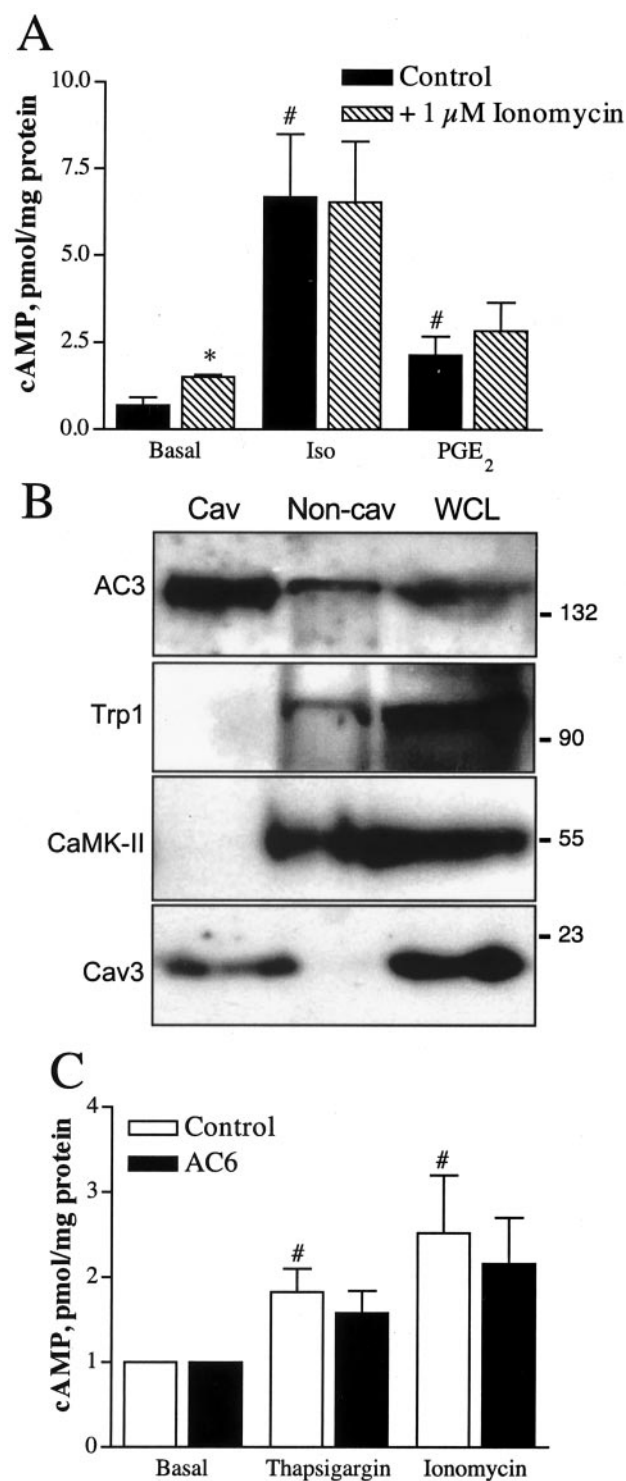 A
10.0
7.5
5.0
2.5
0.0
cAMP, pmol/mg protein
Control
+ 1 μM Ionomycin
*
#
#
Basal
Iso
PGE2
B
Cav Non-cav WCL
AC3
132
Trp1
90
CaMK-II
55
Cav3
23
C
4
3
2
1
0
cAMP, pmol/mg protein
Control
AC6
#
#
Basal
Thapsigargin
Ionomycin